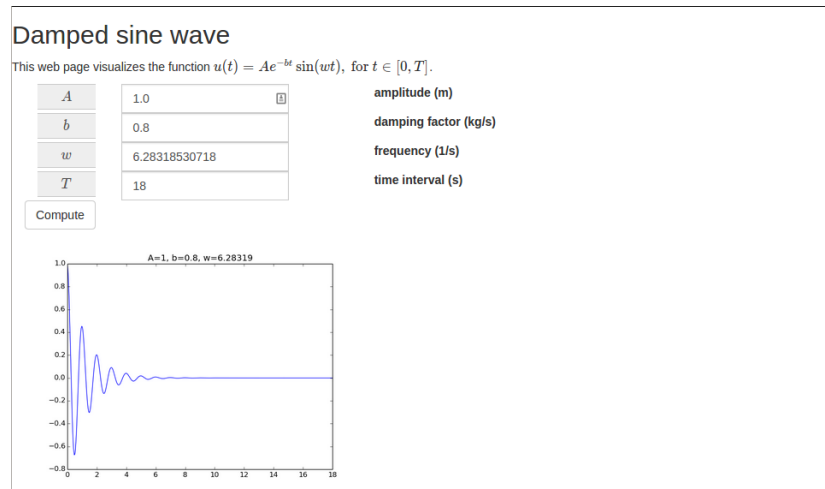 Damped sine wave
This web page visualizes the function u(t) = Ae^{-bt} sin(wt), for t ∈ [0, T].
A 1.0 amplitude (m)
b 0.8 damping factor (kg/s)
w 6.28318530718 frequency (1/s)
T 18 time interval (s)
Compute
A=1, b=0.8, w=6.28319
1.0
0.8
0.6
0.4
0.2
0.0
−0.2
−0.4
−0.6
−0.8
0 2 4 6 8 10 12 14 16 18